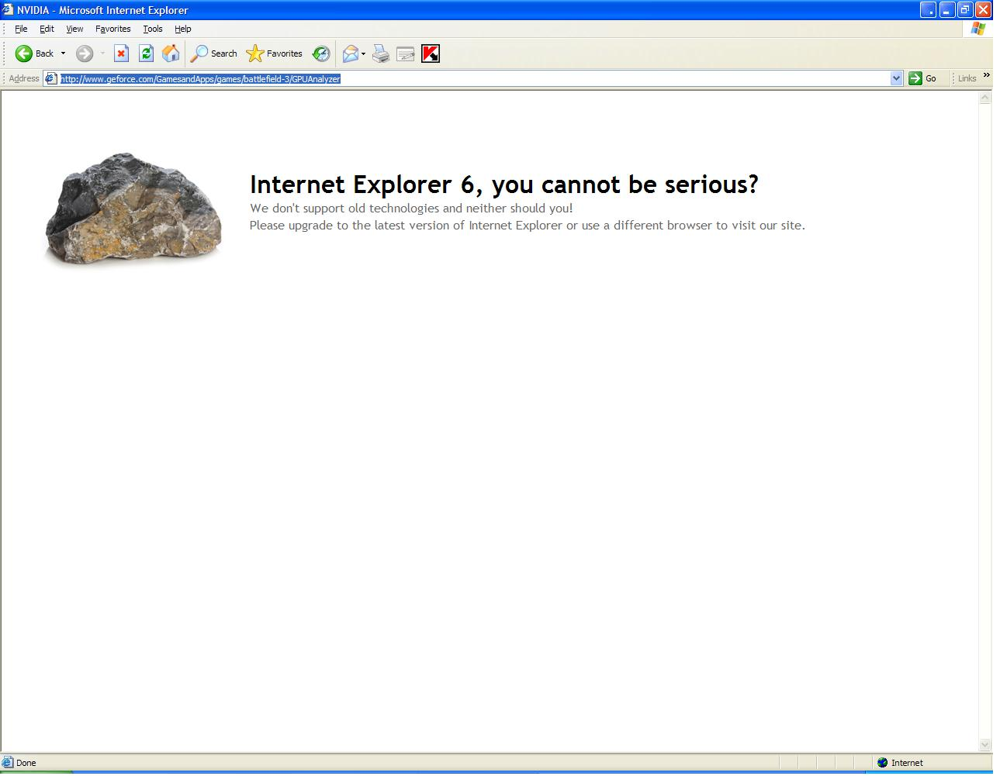 NVIDIA - Microsoft Internet Explorer
File Edit View Favorites Tools Help
Back Search Favorites
Address http://www.geforce.com/GamesandApps/games/battlefield-3/GPUAnalyzer Go Links »
Internet Explorer 6, you cannot be serious?
We don't support old technologies and neither should you!
Please upgrade to the latest version of Internet Explorer or use a different browser to visit our site.
Done Internet